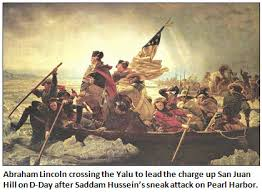 Abraham Lincoln crossing the Yalu to lead the charge up San Juan
Hill on D-Day after Saddam Hussein's sneak attack on Pearl Harbor.